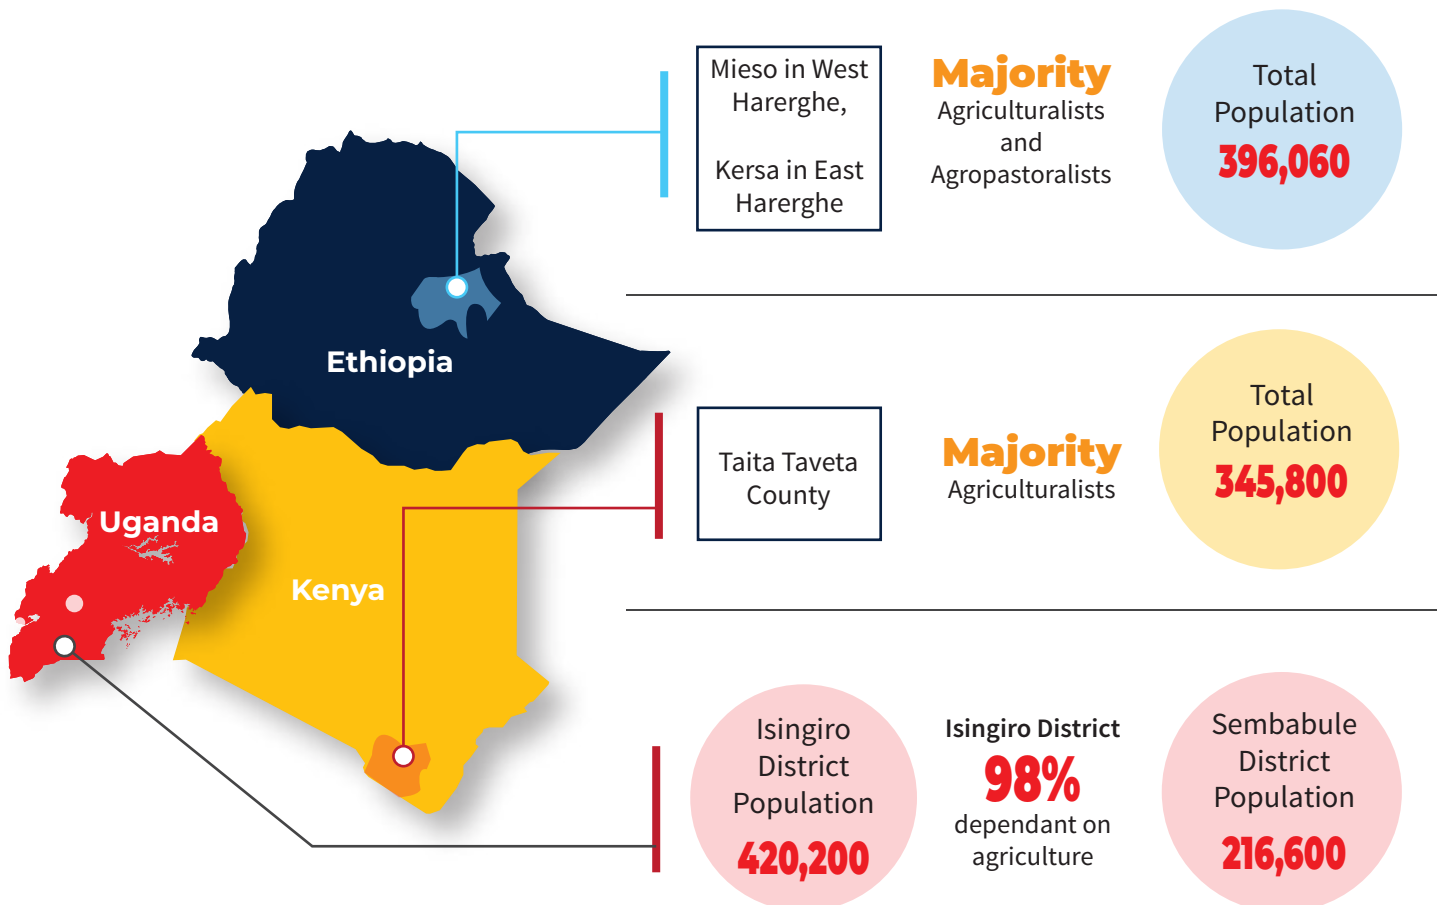 Mieso in West
Harerghe,
Kersa in East
Harerghe
Majority
Agriculturalists
and
Agropastoralists
Total
Population
396,060
Ethiopia
Taita Taveta
County
Majority
Agriculturalists
Total
Population
345,800
Uganda
Kenya
Isingiro
District
Population
420,200
Isingiro District
98%
dependant on
agriculture
Sembabule
District
Population
216,600